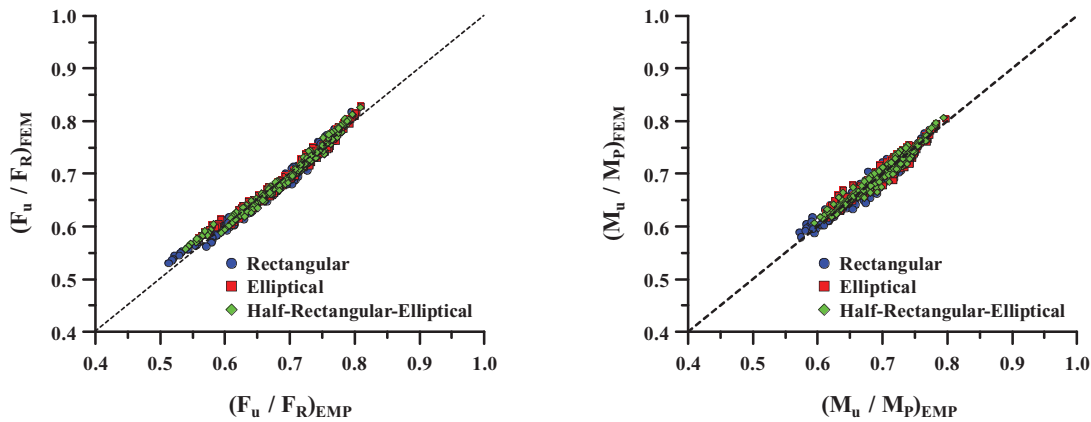 1.0
0.9
0.8
0.7
0.6
0.5
0.4
(Fu / FR)FEM
Rectangular
Elliptical
Half-Rectangular-Elliptical
0.4 0.5 0.6 0.7 0.8 0.9 1.0
(Fu / FR)EMP
1.0
0.9
0.8
0.7
0.6
0.5
0.4
(Mu / MP)FEM
Rectangular
Elliptical
Half-Rectangular-Elliptical
0.4 0.5 0.6 0.7 0.8 0.9 1.0
(Mu / MP)EMP